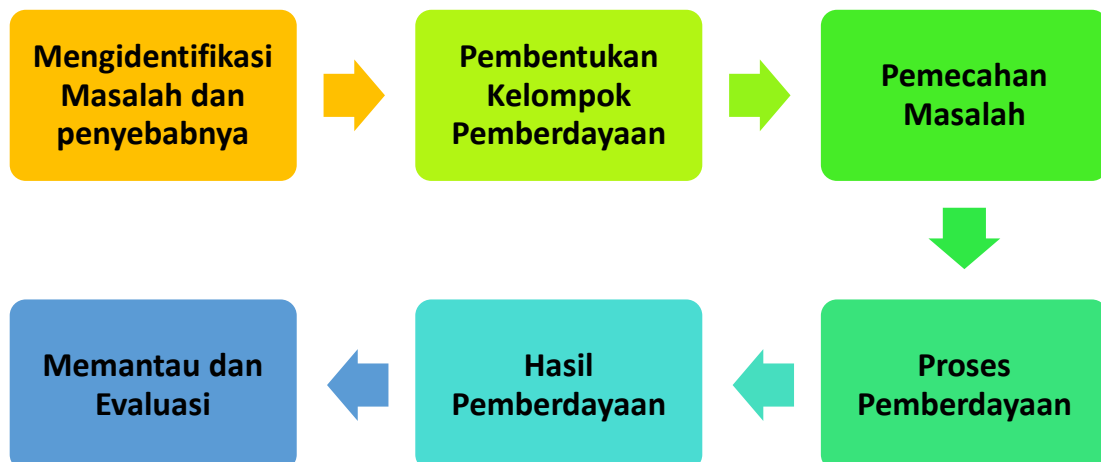 Mengidentifikasi
Masalah dan
penyebabnya
Pembentukan
Kelompok
Pemberdayaan
Pemecahan
Masalah
Proses
Pemberdayaan
Hasil
Pemberdayaan
Memantau dan
Evaluasi